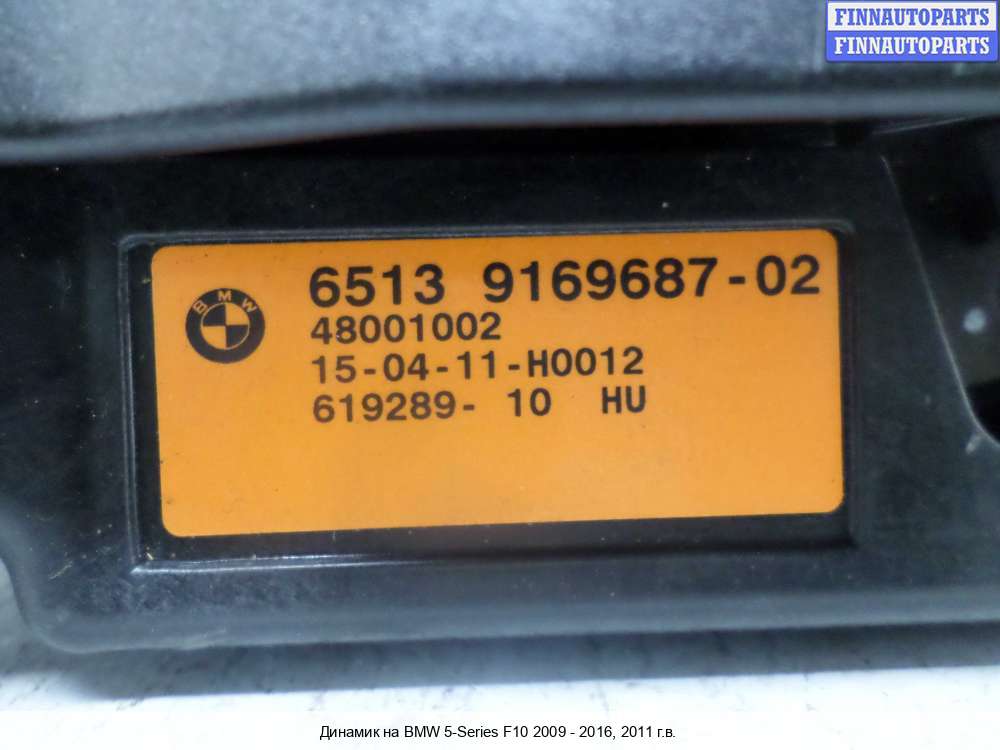 FINNAUTOPARTS
FINNAUTOPARTS
BMW
6513 9169687-02
48001002
15-04-11-H0012
619289- 10 HU
Динамик на BMW 5-Series F10 2009 - 2016, 2011 г.в.